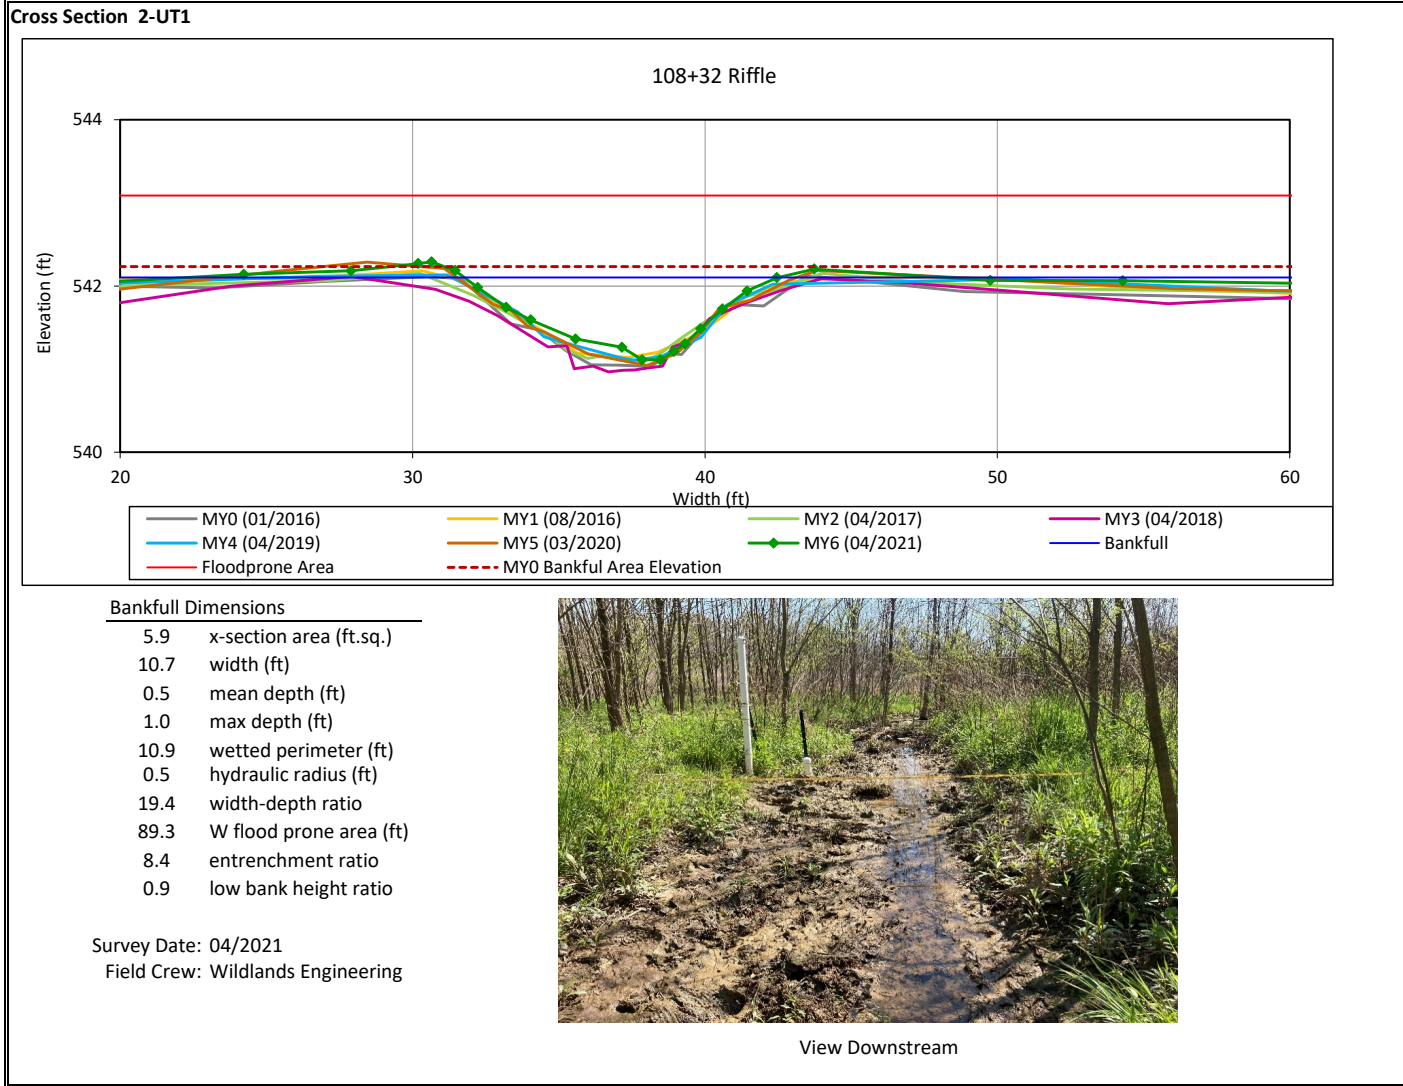 Cross Section 2-UT1
108+32 Riffle
544
542
540
Elevation (ft)
20 30 40 50 60
Width (ft)
MY0 (01/2016) MY1 (08/2016) MY2 (04/2017) MY3 (04/2018)
MY4 (04/2019) MY5 (03/2020) MY6 (04/2021) Bankfull
Floodprone Area MY0 Bankful Area Elevation
Bankfull Dimensions
5.9 x-section area (ft.sq.)
10.7 width (ft)
0.5 mean depth (ft)
1.0 max depth (ft)
10.9 wetted perimeter (ft)
0.5 hydraulic radius (ft)
19.4 width-depth ratio
89.3 W flood prone area (ft)
8.4 entrenchment ratio
0.9 low bank height ratio
Survey Date: 04/2021
Field Crew: Wildlands Engineering
View Downstream